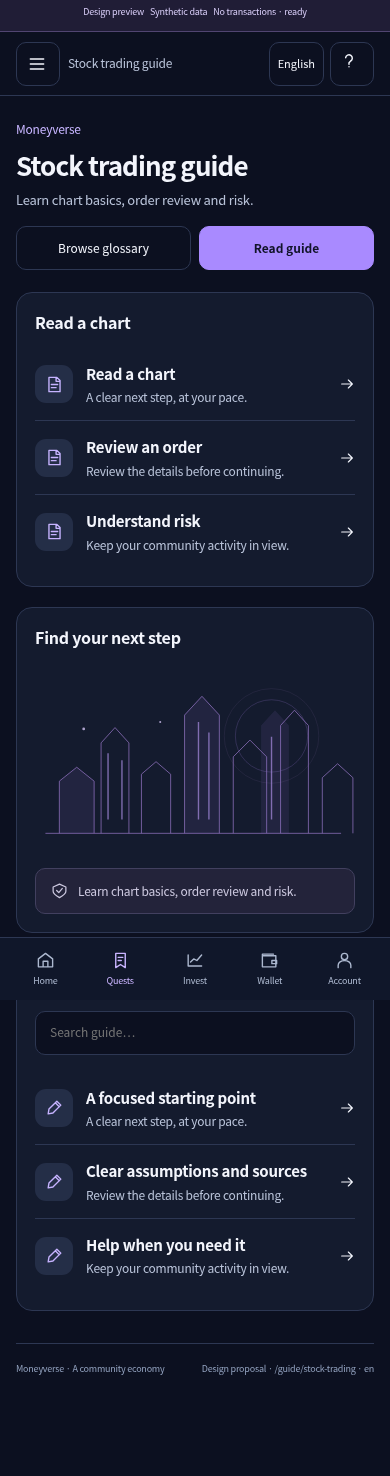 Design preview Synthetic data No transactions · ready
Stock trading guide
English
?
Moneyverse
Stock trading guide
Learn chart basics, order review and risk.
Browse glossary
Read guide
Read a chart
Read a chart
A clear next step, at your pace.
Review an order
Review the details before continuing.
Understand risk
Keep your community activity in view.
Find your next step
Learn chart basics, order review and risk.
Home
Quests
Invest
Wallet
Account
Search guide…
A focused starting point
A clear next step, at your pace.
Clear assumptions and sources
Review the details before continuing.
Help when you need it
Keep your community activity in view.
Moneyverse · A community economy
Design proposal · /guide/stock-trading · en